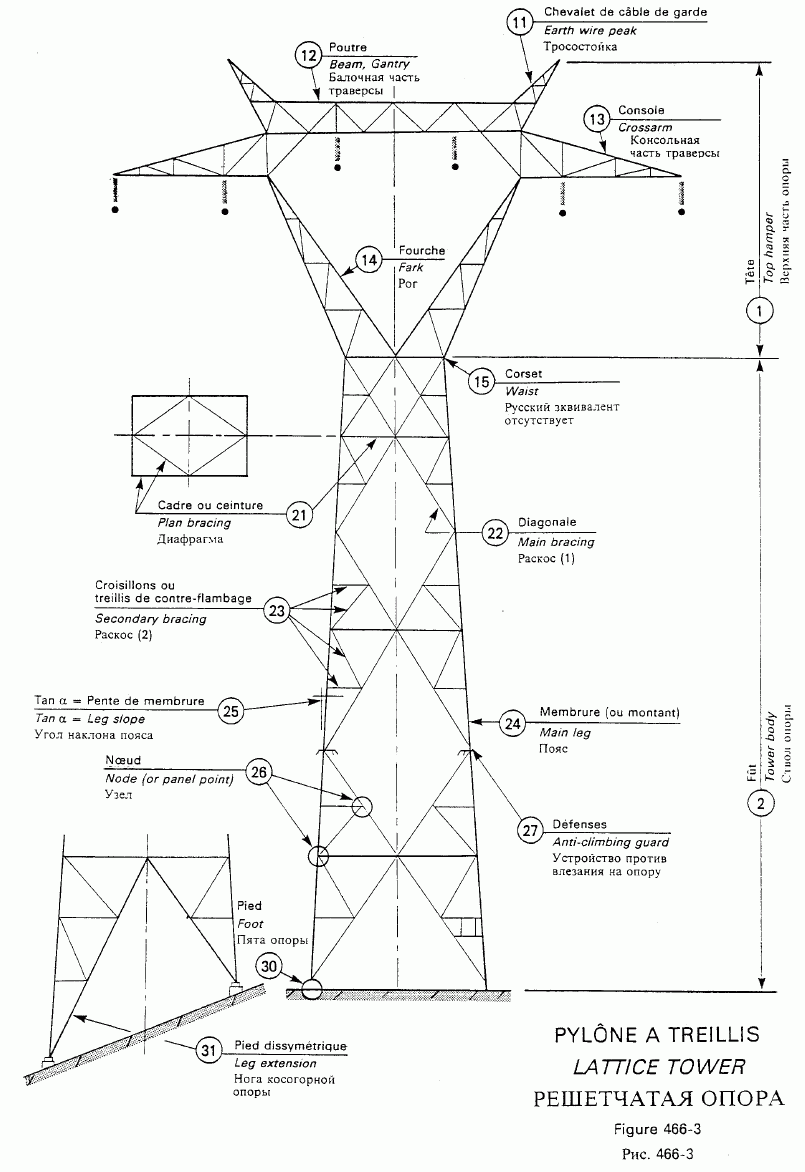 11
Chevalet de câble de garde
Earth wire peak
Тросостойка
12
Poutre
Beam, Gantry
Балочная часть
траверсы
13
Console
Crossarm
Консольная
часть траверсы
14
Fourche
Fark
Рог
Tête
Top hamper
Верхняя часть опоры
1
15
Corset
Waist
Русский зквивалент
отсутствует
21
Cadre ou ceinture
Plan bracing
Диафрагма
22
Diagonale
Main bracing
Раскос (1)
23
Croisillons ou
treillis de contre-flambage
Secondary bracing
Раскос (2)
25
Tan α = Pente de membrure
Tan α = Leg slope
Угол наклона пояса
24
Membrure (ou montant)
Main leg
Пояс
26
Nœud
Node (or panel point)
Узел
Fût
Tower body
Ствол опоры
2
27
Défenses
Anti-climbing guard
Устройство против
влезания на опору
Pied
Foot
Пята опоры
30
31
Pied dissymétrique
Leg extension
Нога косогорной
опоры
PYLÔNE A TREILLIS
LATTICE TOWER
РЕШЕТЧАТАЯ ОПОРА
Figure 466-3
Рис. 466-3